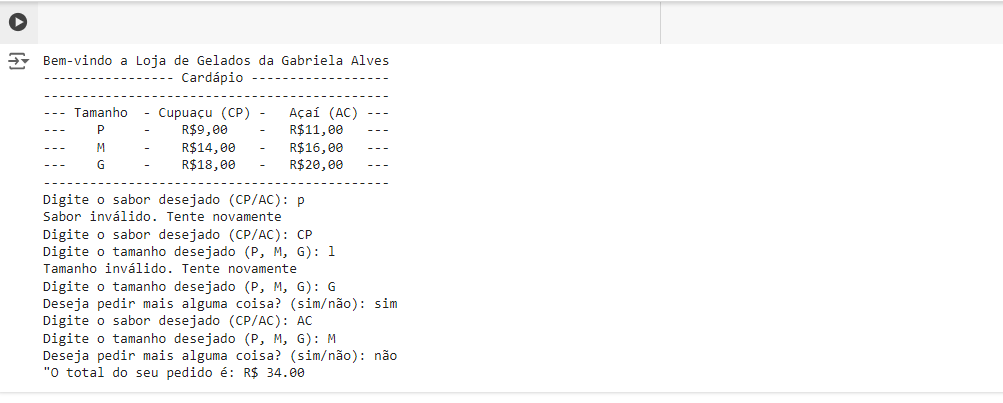 Bem-vindo a Loja de Gelados da Gabriela Alves
----------------- Cardápio ------------------
---------------------------------------------
--- Tamanho  - Cupuaçu (CP) -   Açaí (AC) ---
---    P     -    R$9,00    -   R$11,00   ---
---    M     -    R$14,00   -   R$16,00   ---
---    G     -    R$18,00   -   R$20,00   ---
---------------------------------------------
Digite o sabor desejado (CP/AC): p
Sabor inválido. Tente novamente
Digite o sabor desejado (CP/AC): CP
Digite o tamanho desejado (P, M, G): l
Tamanho inválido. Tente novamente
Digite o tamanho desejado (P, M, G): G
Deseja pedir mais alguma coisa? (sim/não): sim
Digite o sabor desejado (CP/AC): AC
Digite o tamanho desejado (P, M, G): M
Deseja pedir mais alguma coisa? (sim/não): não
"O total do seu pedido é: R$ 34.00